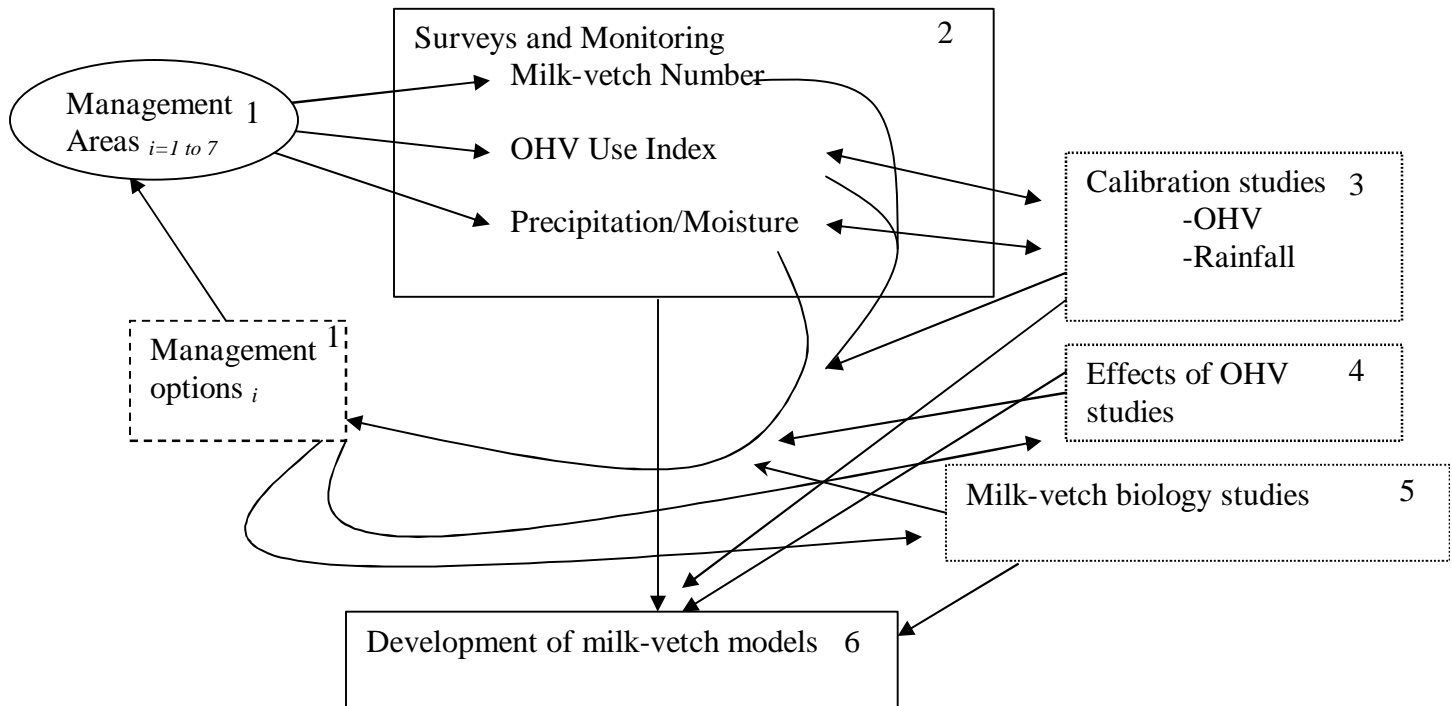 Surveys and Monitoring 2
Milk-vetch Number
Management 1
Areas i=1 to 7
OHV Use Index
Precipitation/Moisture
Calibration studies 3
-OHV
-Rainfall
Management 1
options i
Effects of OHV 4
studies
Milk-vetch biology studies 5
Development of milk-vetch models 6